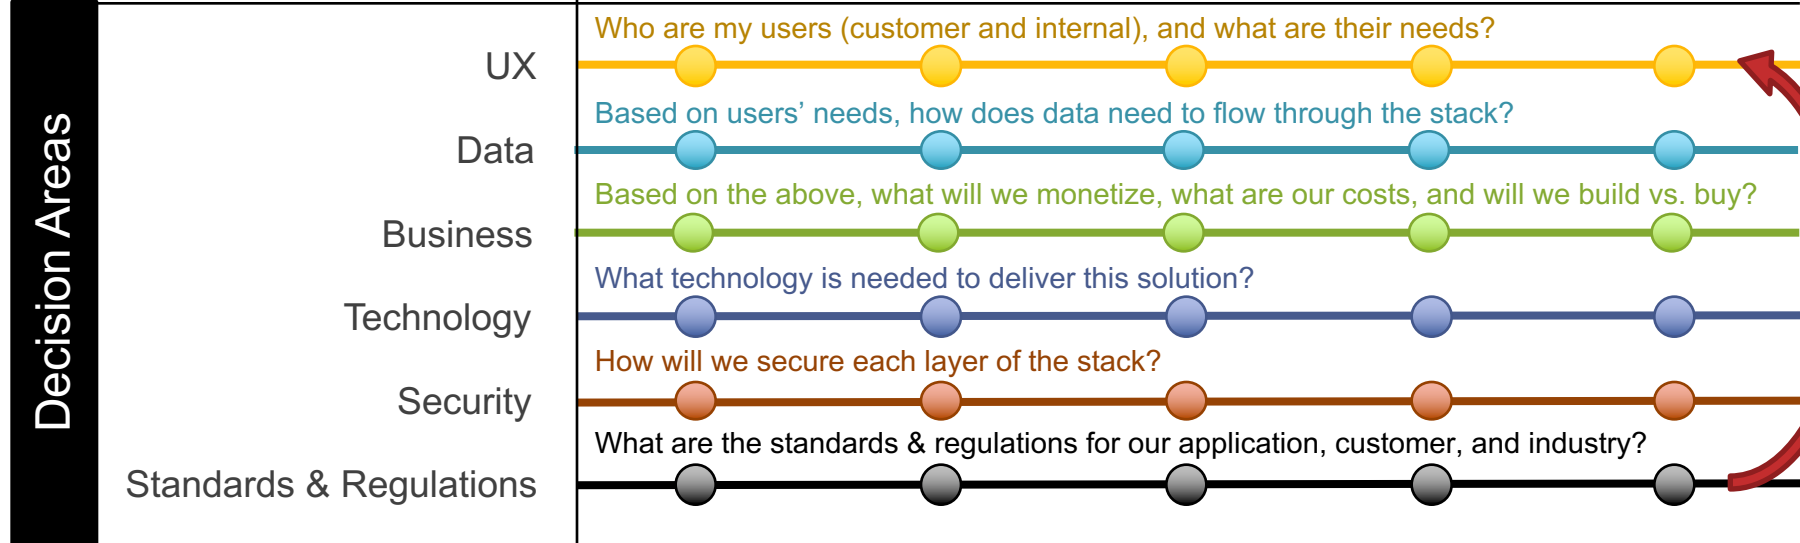 Decision Areas
Who are my users (customer and internal), and what are their needs?
UX
Based on users’ needs, how does data need to flow through the stack?
Data
Based on the above, what will we monetize, what are our costs, and will we build vs. buy?
Business
What technology is needed to deliver this solution?
Technology
How will we secure each layer of the stack?
Security
What are the standards & regulations for our application, customer, and industry?
Standards & Regulations